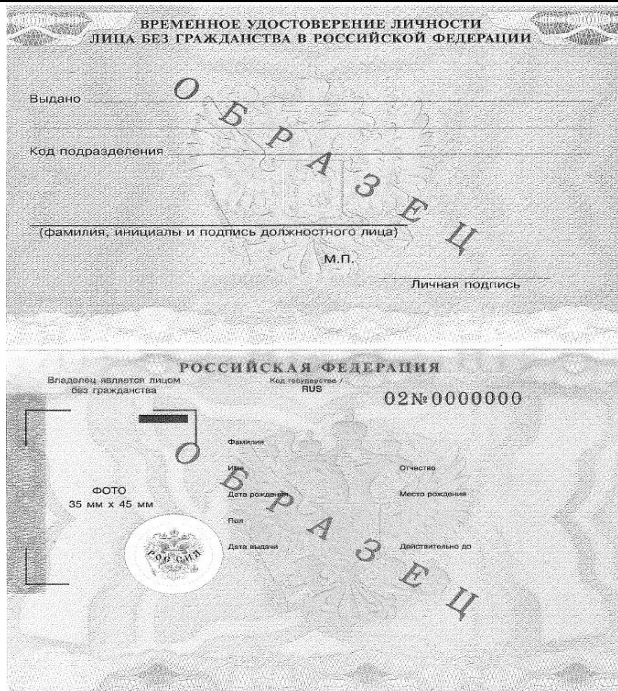 ВРЕМЕННОЕ УДОСТОВЕРЕНИЕ ЛИЧНОСТИ
ЛИЦА БЕЗ ГРАЖДАНСТВА В РОССИЙСКОЙ ФЕДЕРАЦИИ
Выдано
ОБРАЗЕЦ
Код подразделения
(фамилия, инициалы и подпись должностного лица)
М.П.
Личная подпись
РОССИЙСКАЯ ФЕДЕРАЦИЯ
Владелец является лицом
без гражданства
Код государства /
RUS
02№0000000
ОБРАЗЕЦ
Фамилия
Имя
Отчество
ФОТО
35 мм х 45 мм
Дата рождения
Место рождения
Пол
РОССИЯ
Дата выдачи
Действительно до